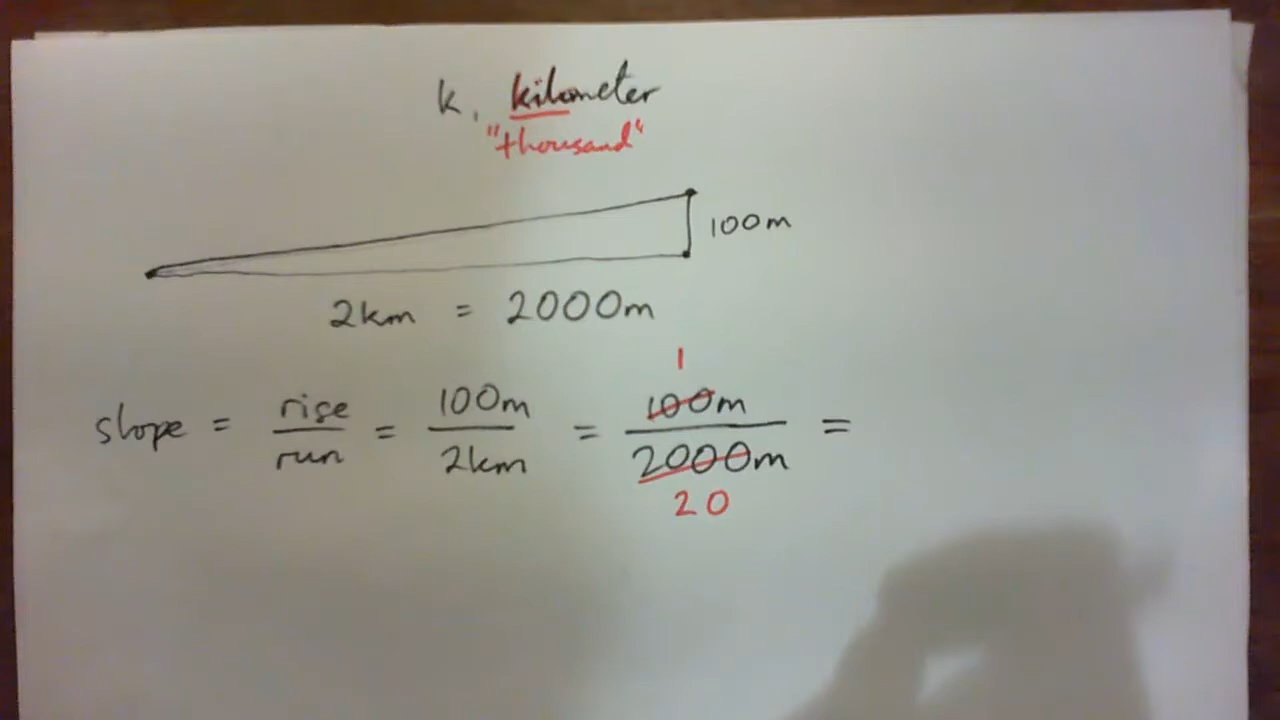 k, kilometer
"thousand"
100m
2km = 2000m
1
slope = rise/run = 100m/2km = 100m/2000m =
20